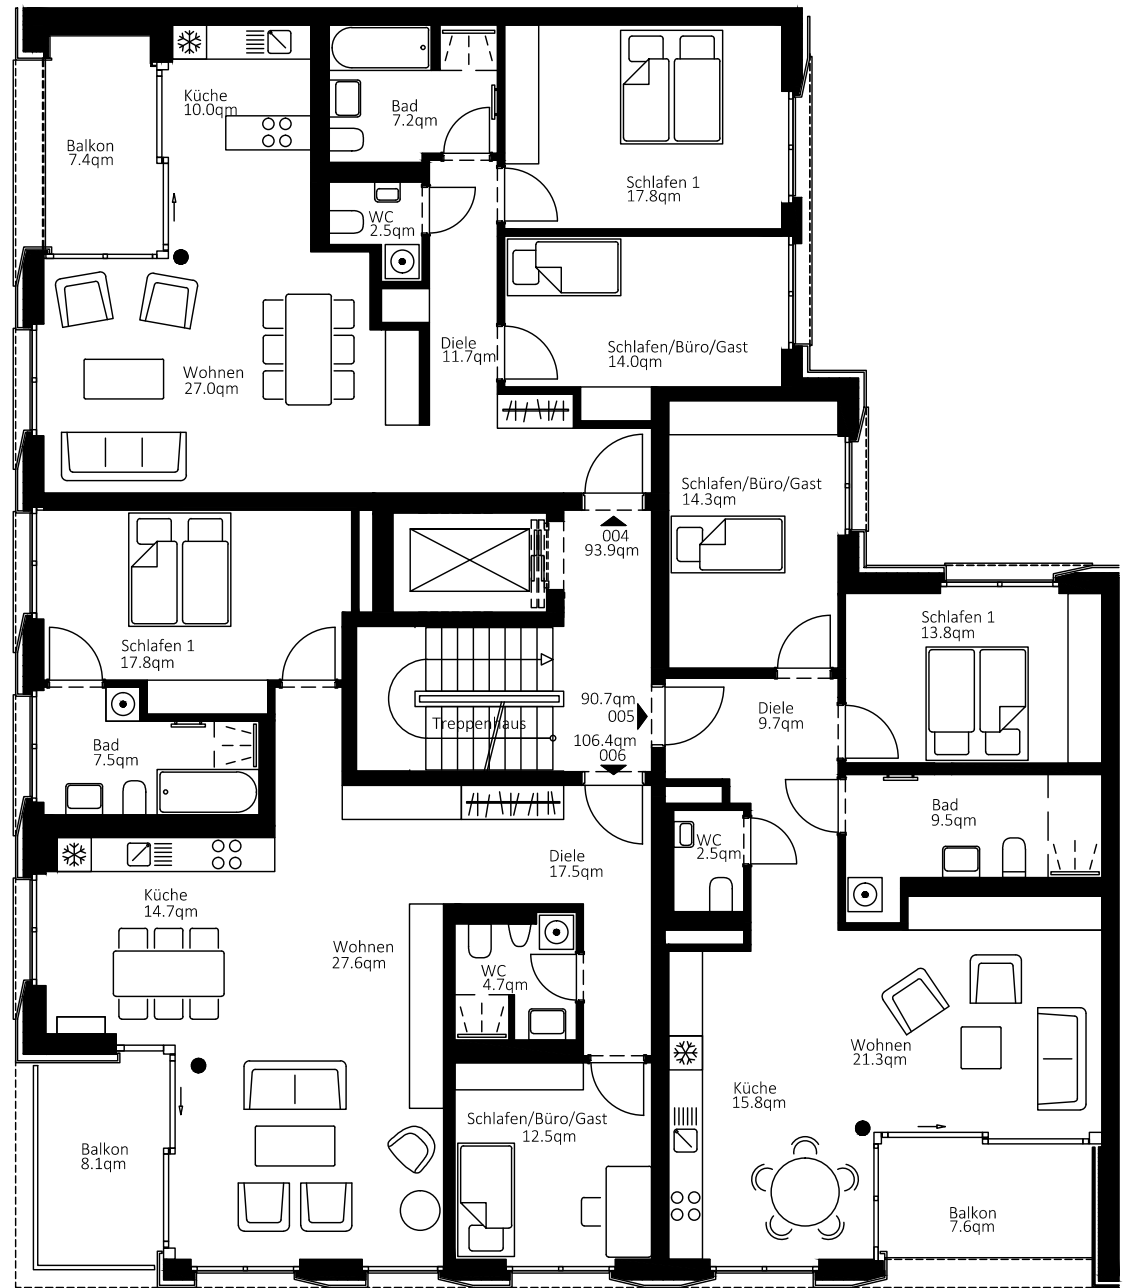 Küche
10.0qm
Bad
7.2qm
Balkon
7.4qm
Schlafen 1
17.8qm
WC
2.5qm
Diele
11.7qm
Schlafen/Büro/Gast
14.0qm
Wohnen
27.0qm
Schlafen/Büro/Gast
14.3qm
004
93.9qm
Schlafen 1
17.8qm
Schlafen 1
13.8qm
Treppenhaus
90.7qm
005
106.4qm
006
Diele
9.7qm
Bad
7.5qm
Bad
9.5qm
WC
2.5qm
Diele
17.5qm
Küche
14.7qm
Wohnen
27.6qm
WC
4.7qm
Wohnen
21.3qm
Küche
15.8qm
Schlafen/Büro/Gast
12.5qm
Balkon
8.1qm
Balkon
7.6qm